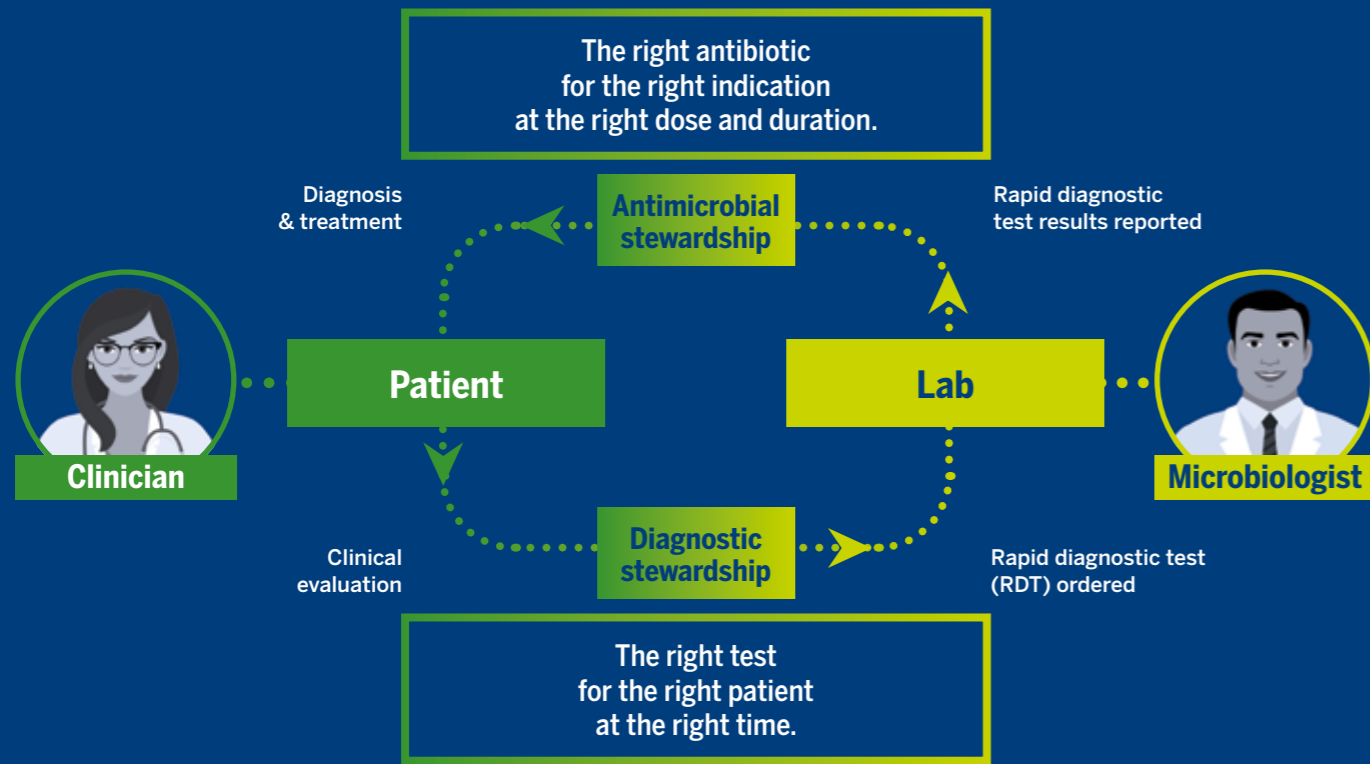 The right antibiotic
for the right indication
at the right dose and duration.
Diagnosis
& treatment
Antimicrobial
stewardship
Rapid diagnostic
test results reported
Patient
Lab
Clinician
Microbiologist
Clinical
evaluation
Diagnostic
stewardship
Rapid diagnostic test
(RDT) ordered
The right test
for the right patient
at the right time.